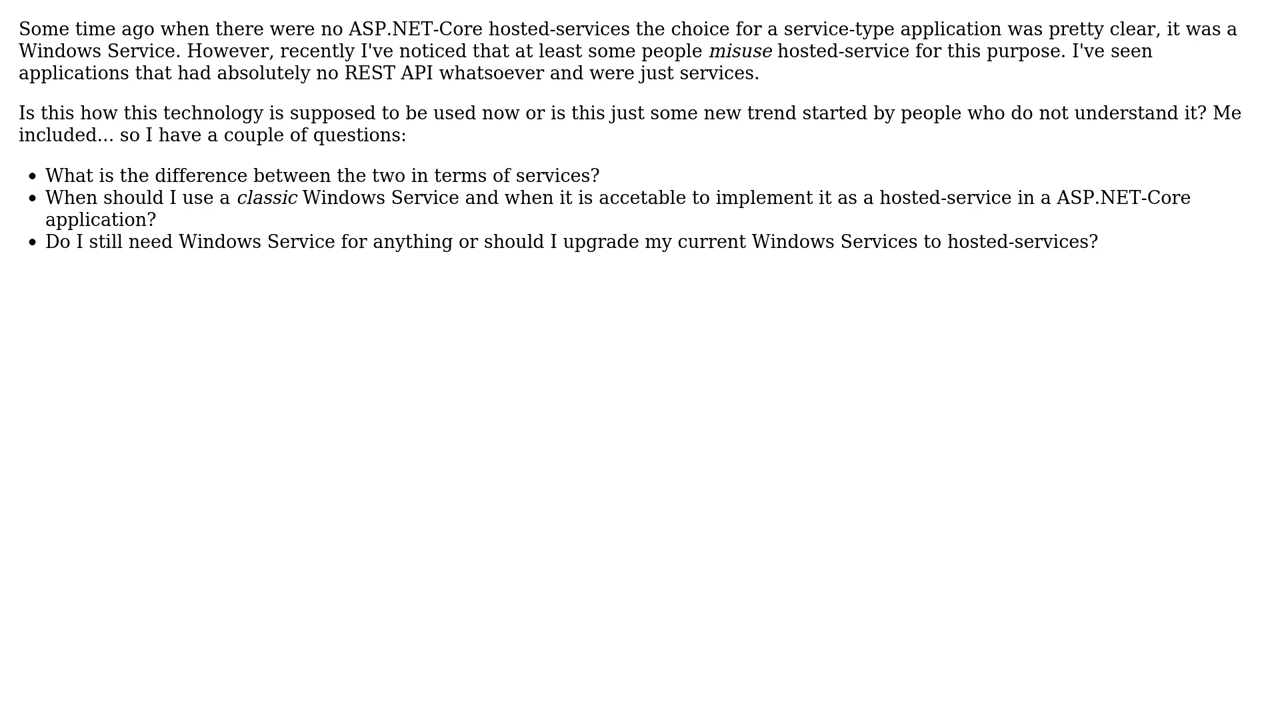 Some time ago when there were no ASP.NET-Core hosted-services the choice for a service-type application was pretty clear, it was a
Windows Service. However, recently I've noticed that at least some people misuse hosted-service for this purpose. I've seen
applications that had absolutely no REST API whatsoever and were just services.
Is this how this technology is supposed to be used now or is this just some new trend started by people who do not understand it? Me
included... so I have a couple of questions:
• What is the difference between the two in terms of services?
• When should I use a classic Windows Service and when it is accetable to implement it as a hosted-service in a ASP.NET-Core
application?
• Do I still need Windows Service for anything or should I upgrade my current Windows Services to hosted-services?